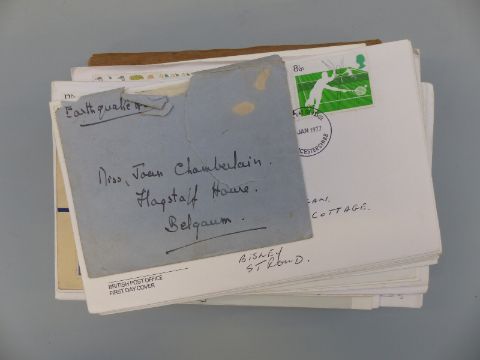 Earthquake
Miss, Joan Chamberlain.
Flagstaff House.
Belgaum.
8½p
JAN 1977
COTTAGE.
BISLEY
STROUD.
BRITISH POST OFFICE
FIRST DAY COVER